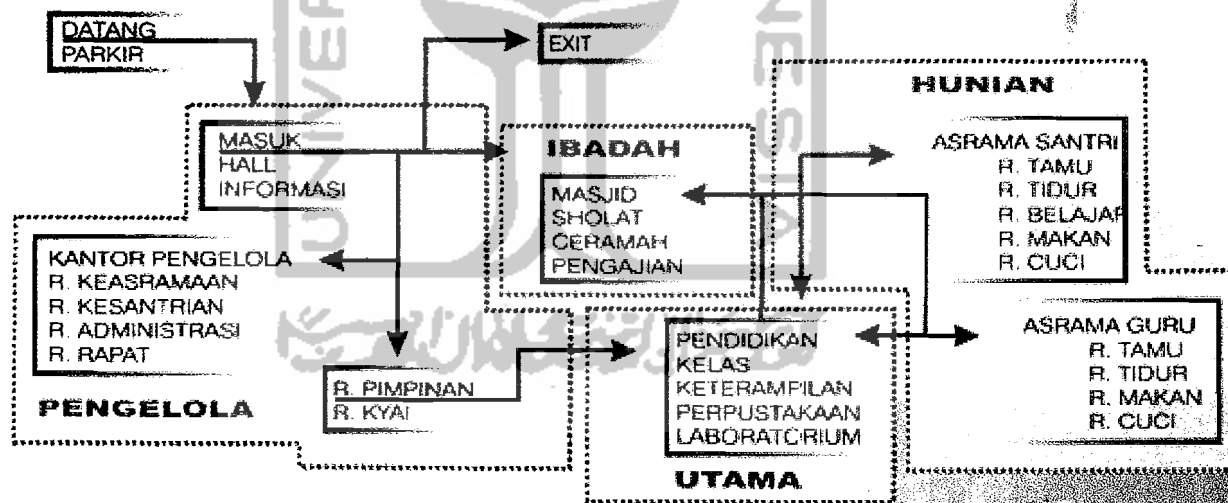 DATANG
PARKIR
EXIT
MASUK
HALL
INFORMASI
KANTOR PENGELOLA
R. KEASRAMAAN
R. KESANTRIAN
R. ADMINISTRASI
R. RAPAT
PENGELOLA
R. PIMPINAN
R. KYAI
IBADAH
MASJID
SHOLAT
CERAMAH
PENGAJIAN
PENDIDIKAN
KELAS
KETERAMPILAN
PERPUSTAKAAN
LABORATORIUM
UTAMA
HUNIAN
ASRAMA SANTRI
R. TAMU
R. TIDUR
R. BELAJAR
R. MAKAN
R. CUCI
ASRAMA GURU
R. TAMU
R. TIDUR
R. MAKAN
R. CUCI